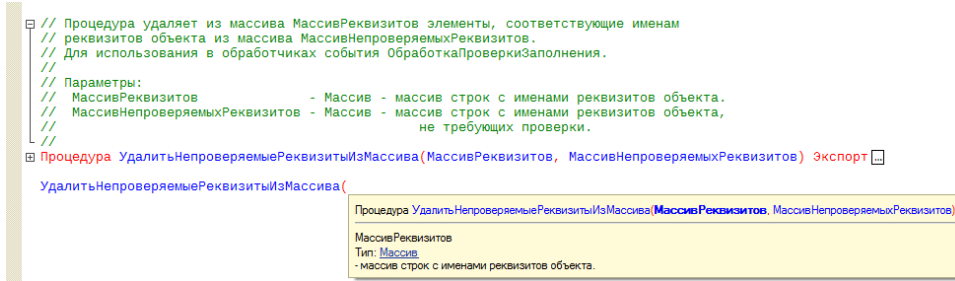 // Процедура удаляет из массива МассивРеквизитов элементы, соответствующие именам
// реквизитов объекта из массива МассивНепроверяемыхРеквизитов.
// Для использования в обработчиках события ОбработкаПроверкиЗаполнения.
//
// Параметры:
//  МассивРеквизитов              - Массив - массив строк с именами реквизитов объекта.
//  МассивНепроверяемыхРеквизитов - Массив - массив строк с именами реквизитов объекта,
//                                           не требующих проверки.
//
Процедура УдалитьНепроверяемыеРеквизитыИзМассива(МассивРеквизитов, МассивНепроверяемыхРеквизитов) Экспорт...
УдалитьНепроверяемыеРеквизитыИзМассива(
Процедура УдалитьНепроверяемыеРеквизитыИзМассива(МассивРеквизитов, МассивНепроверяемыхРеквизитов)
МассивРеквизитов
Тип: Массив
- массив строк с именами реквизитов объекта.